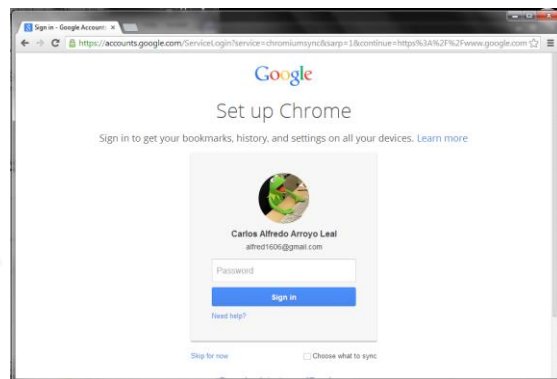 Sign in - Google Accounts
https://accounts.google.com/ServiceLogin?service=chromiumsync&sarp=1&continue=https%3A%2F%2Fwww.google.com
Google
Set up Chrome
Sign in to get your bookmarks, history, and settings on all your devices. Learn more
Carlos Alfredo Arroyo Leal
alfred1606@gmail.com
Password
Sign in
Need help?
Skip for now
Choose what to sync